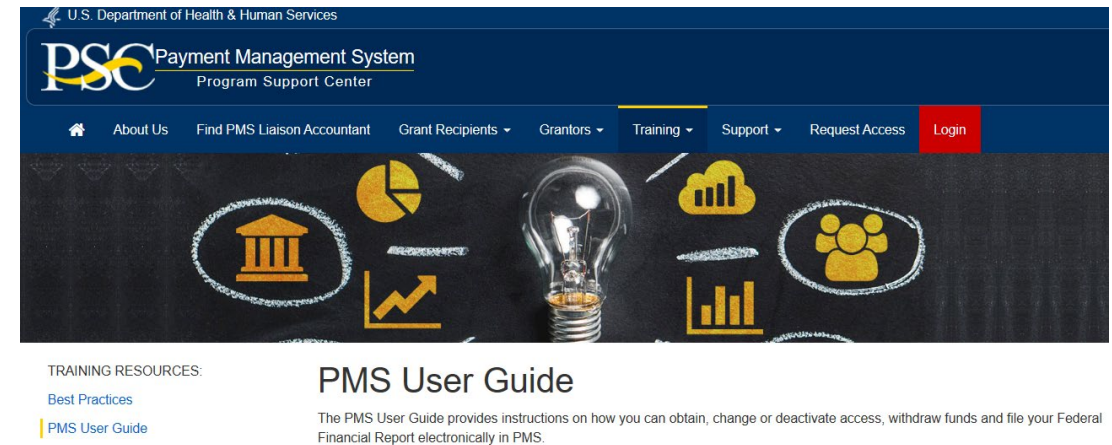 U.S. Department of Health & Human Services
PSC Payment Management System
Program Support Center
About Us Find PMS Liaison Accountant Grant Recipients Grantors Training Support Request Access Login
TRAINING RESOURCES:
Best Practices
PMS User Guide
PMS User Guide
The PMS User Guide provides instructions on how you can obtain, change or deactivate access, withdraw funds and file your Federal
Financial Report electronically in PMS.